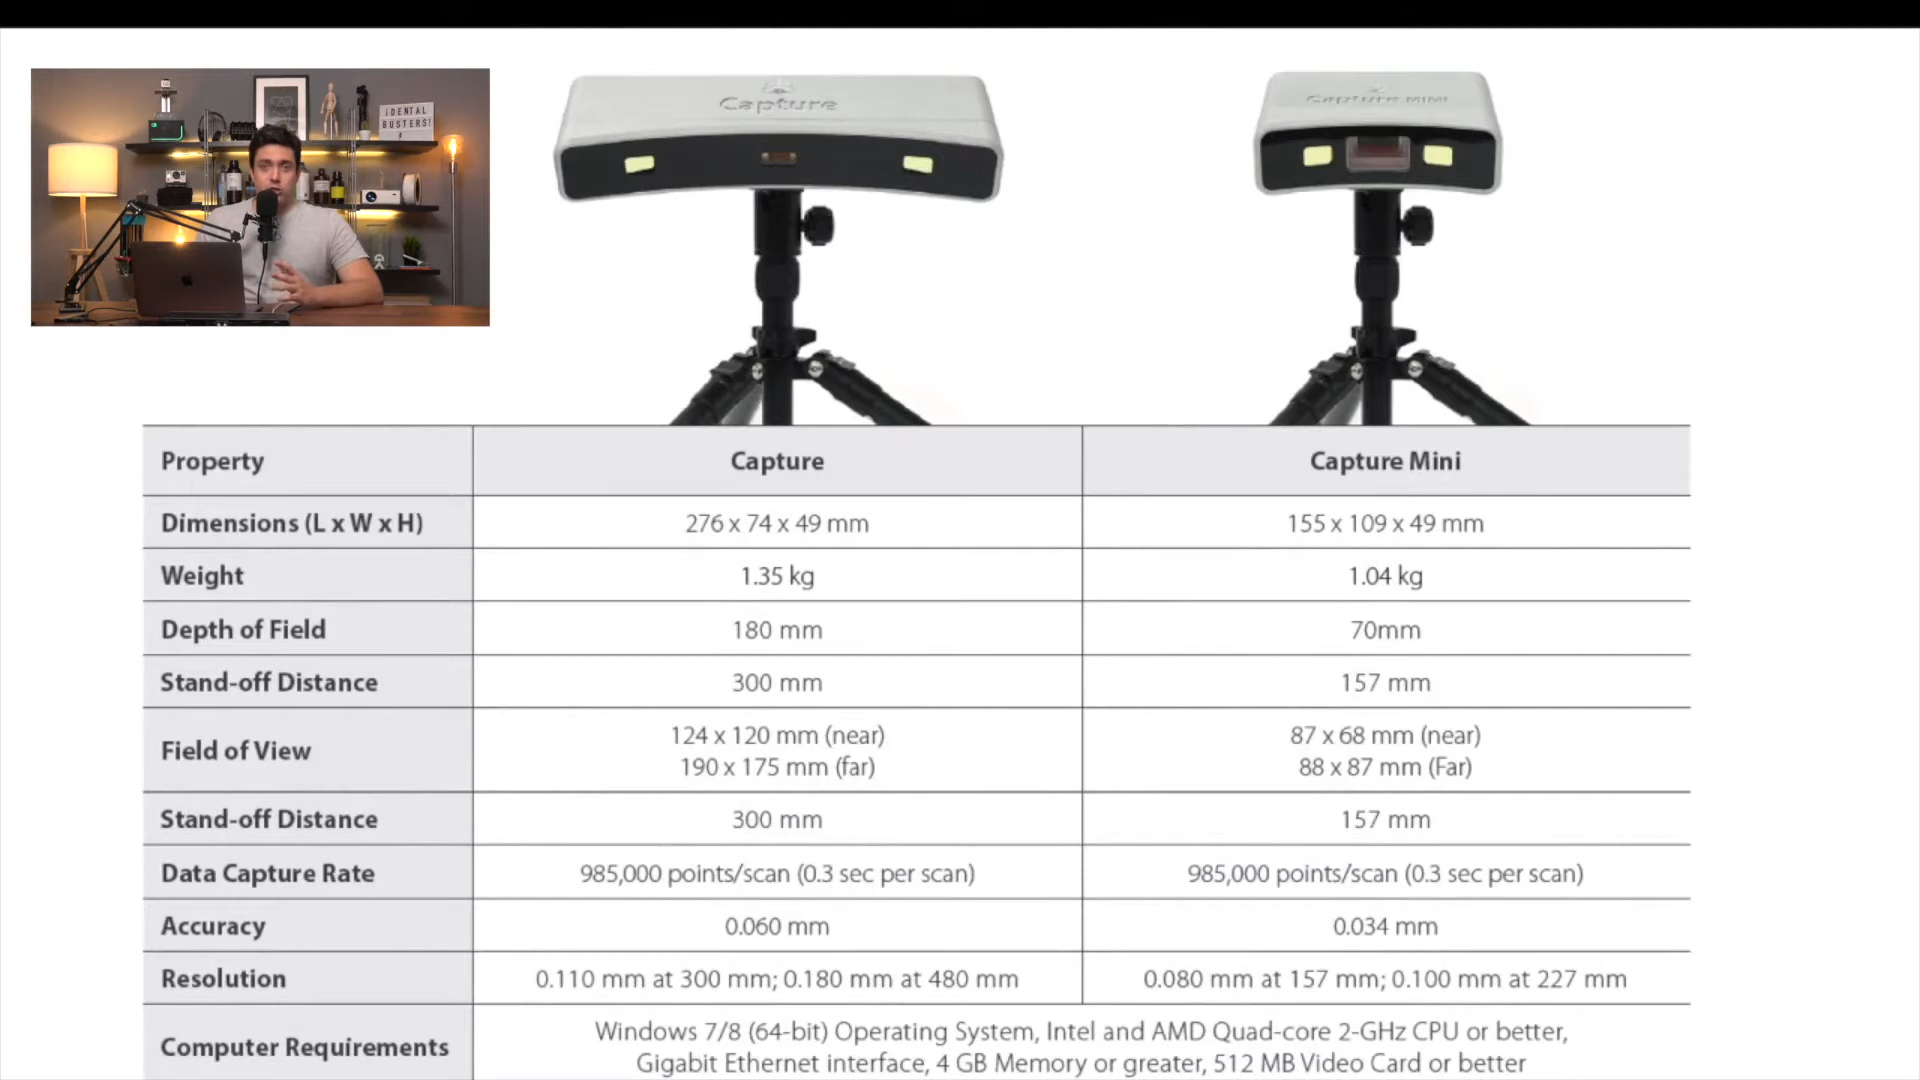 ¡DENTAL
BUSTERS!
Capture
Capture MINI
Property Capture Capture Mini
Dimensions (L x W x H) 276 x 74 x 49 mm 155 x 109 x 49 mm
Weight 1.35 kg 1.04 kg
Depth of Field 180 mm 70mm
Stand-off Distance 300 mm 157 mm
Field of View 124 x 120 mm (near) 87 x 68 mm (near)
190 x 175 mm (far) 88 x 87 mm (Far)
Stand-off Distance 300 mm 157 mm
Data Capture Rate 985,000 points/scan (0.3 sec per scan) 985,000 points/scan (0.3 sec per scan)
Accuracy 0.060 mm 0.034 mm
Resolution 0.110 mm at 300 mm; 0.180 mm at 480 mm 0.080 mm at 157 mm; 0.100 mm at 227 mm
Computer Requirements Windows 7/8 (64-bit) Operating System, Intel and AMD Quad-core 2-GHz CPU or better,
Gigabit Ethernet interface, 4 GB Memory or greater, 512 MB Video Card or better